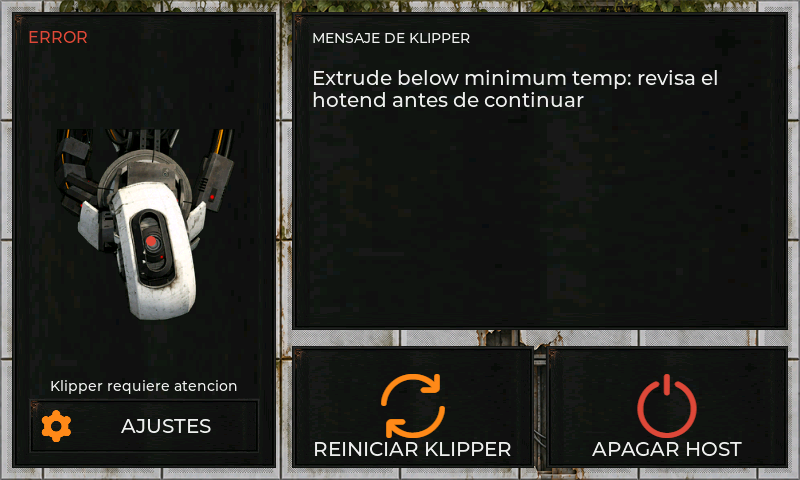 ERROR
Klipper requiere atencion
AJUSTES
MENSAJE DE KLIPPER
Extrude below minimum temp: revisa el
hotend antes de continuar
REINICIAR KLIPPER
APAGAR HOST